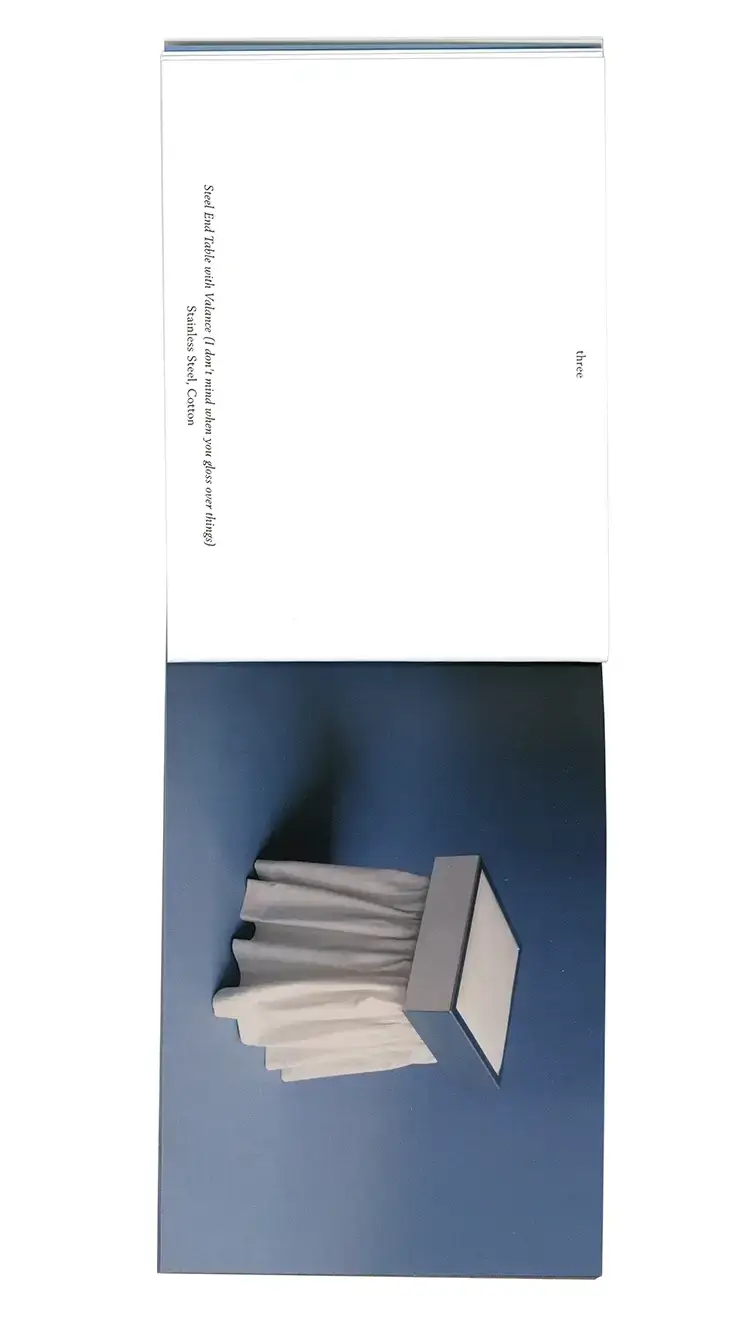 three
Steel End Table with Valance (I don't mind when you gloss over things)
Stainless Steel, Cotton